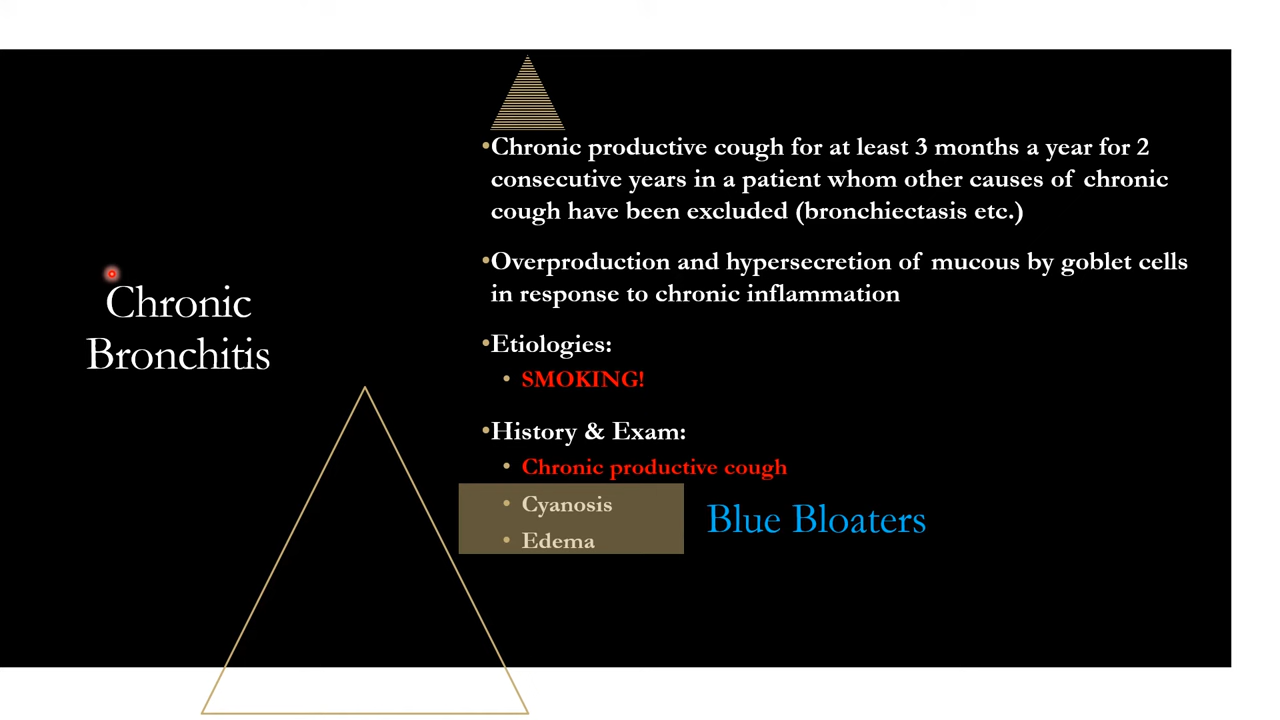 Chronic
Bronchitis
•Chronic productive cough for at least 3 months a year for 2
consecutive years in a patient whom other causes of chronic
cough have been excluded (bronchiectasis etc.)
•Overproduction and hypersecretion of mucous by goblet cells
in response to chronic inflammation
•Etiologies:
• SMOKING!
•History & Exam:
• Chronic productive cough
• Cyanosis
• Edema
Blue Bloaters